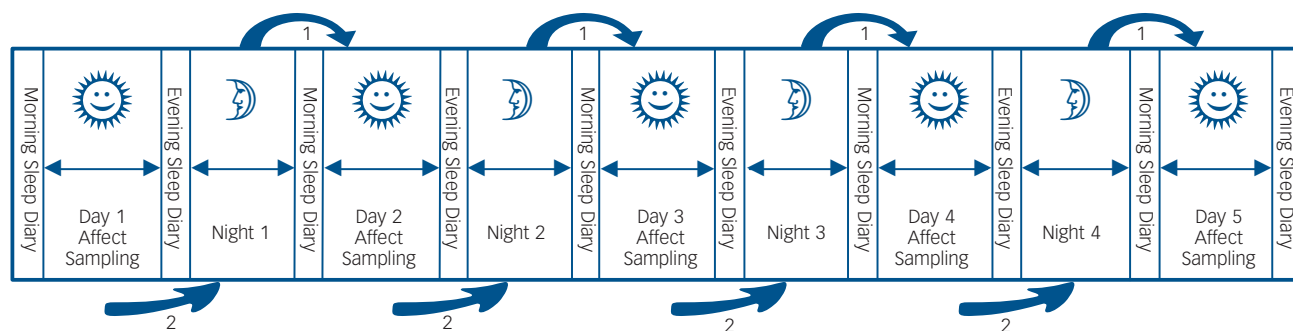 1
1
1
1
Morning Sleep Diary
Day 1
Affect
Sampling
Evening Sleep Diary
Night 1
Morning Sleep Diary
Day 2
Affect
Sampling
Evening Sleep Diary
Night 2
Morning Sleep Diary
Day 3
Affect
Sampling
Evening Sleep Diary
Night 3
Morning Sleep Diary
Day 4
Affect
Sampling
Evening Sleep Diary
Night 4
Morning Sleep Diary
Day 5
Affect
Sampling
Evening Sleep Diary
2
2
2
2